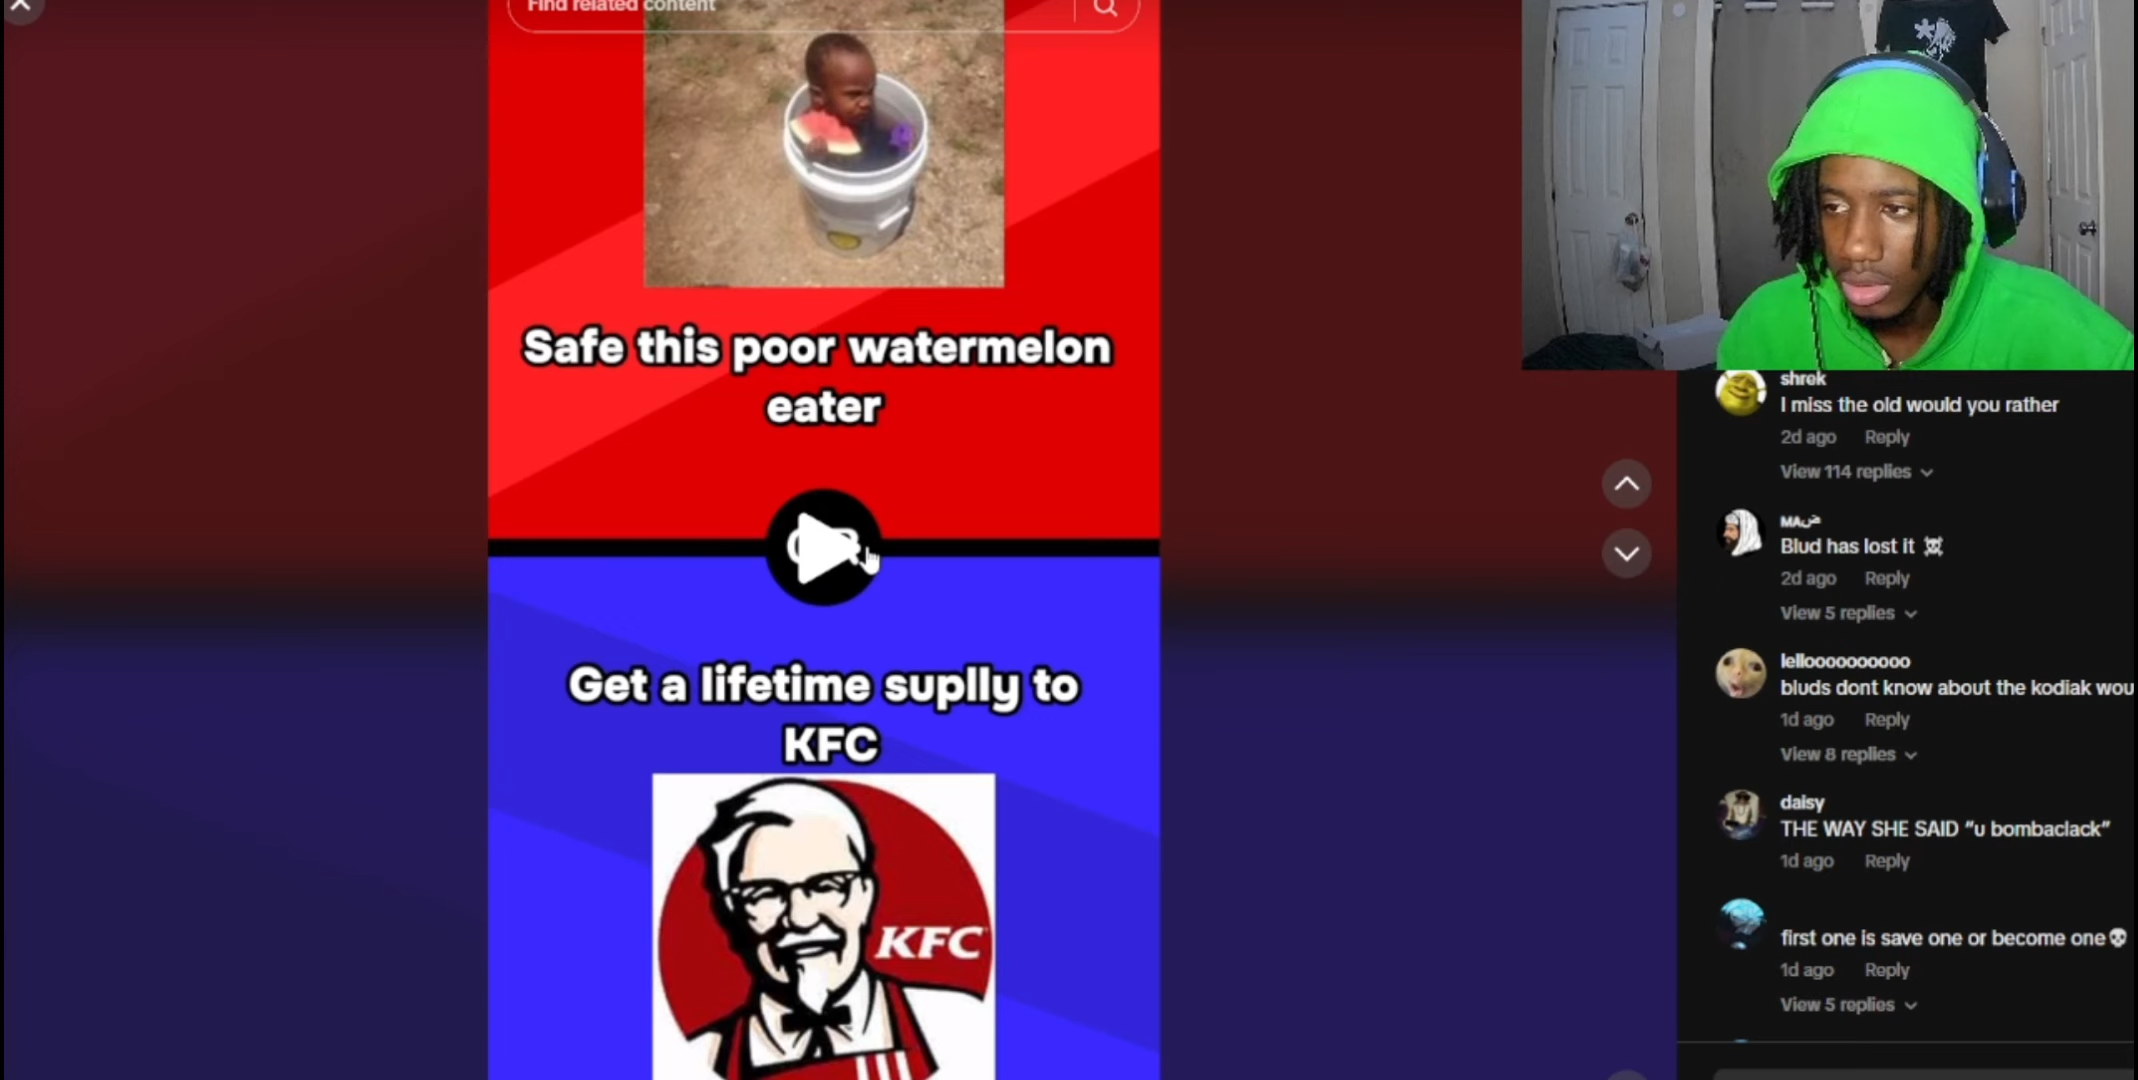 Find related content
Safe this poor watermelon
eater
Get a lifetime suplly to
KFC
KFC
shrek
I miss the old would you rather
2d ago Reply
View 114 replies
Blud has lost it ☠
2d ago Reply
View 5 replies
lelloooooooooo
bluds dont know about the kodiak wou
1d ago Reply
View 8 replies
daisy
THE WAY SHE SAID “u bombaclack”
1d ago Reply
first one is save one or become one💀
1d ago Reply
View 5 replies